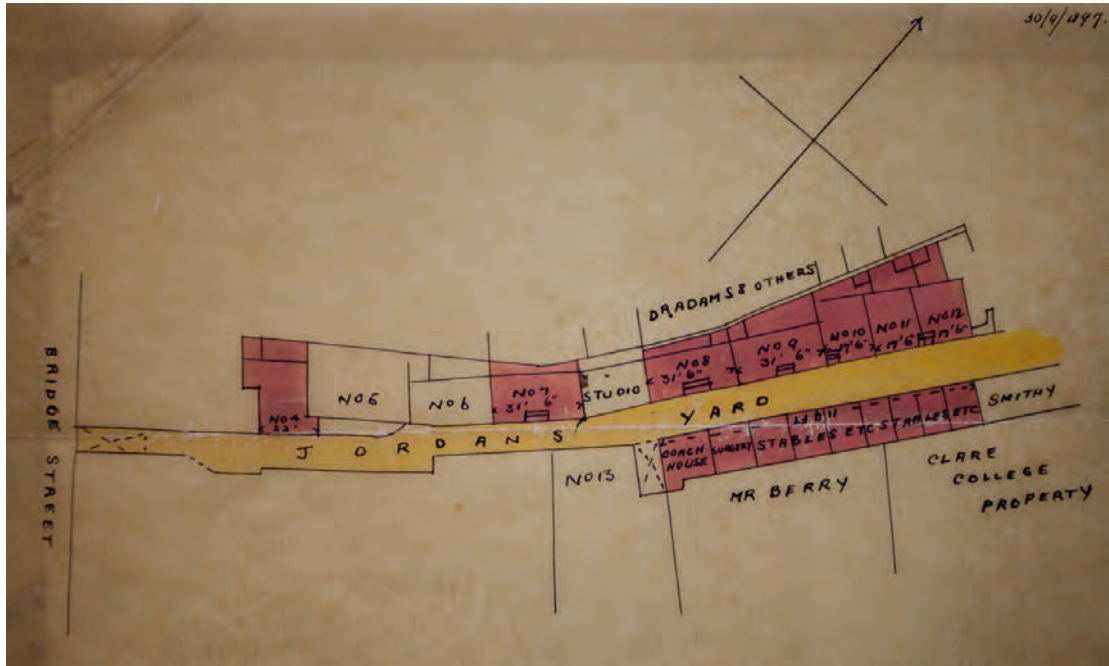 30/9/1897.
DR ADAMS & OTHERS
BRIDGE STREET
No 4
22'
No 5
No 6
No 7
31' 6"
STUDIO
No 8
31' 6"
No 9
31' 6"
No 10
17' 6"
No 11
17' 6"
No 12
17' 6"
JORDANS YARD
No 13
COACH HOUSE
SURGERY
STABLES ETC
STABLES ETC
SMITHY
MR BERRY
CLARE
COLLEGE
PROPERTY